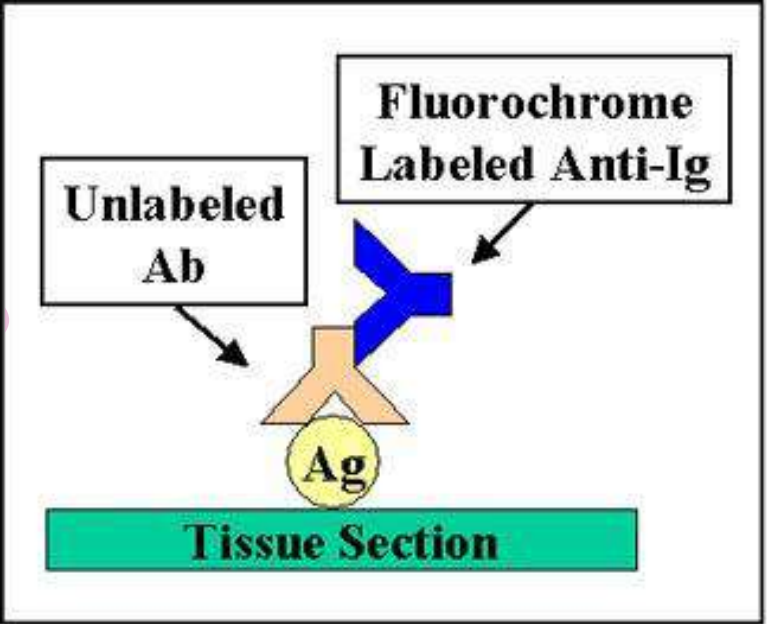 Fluorochrome
Labeled Anti-Ig
Unlabeled
Ab
Ag
Tissue Section